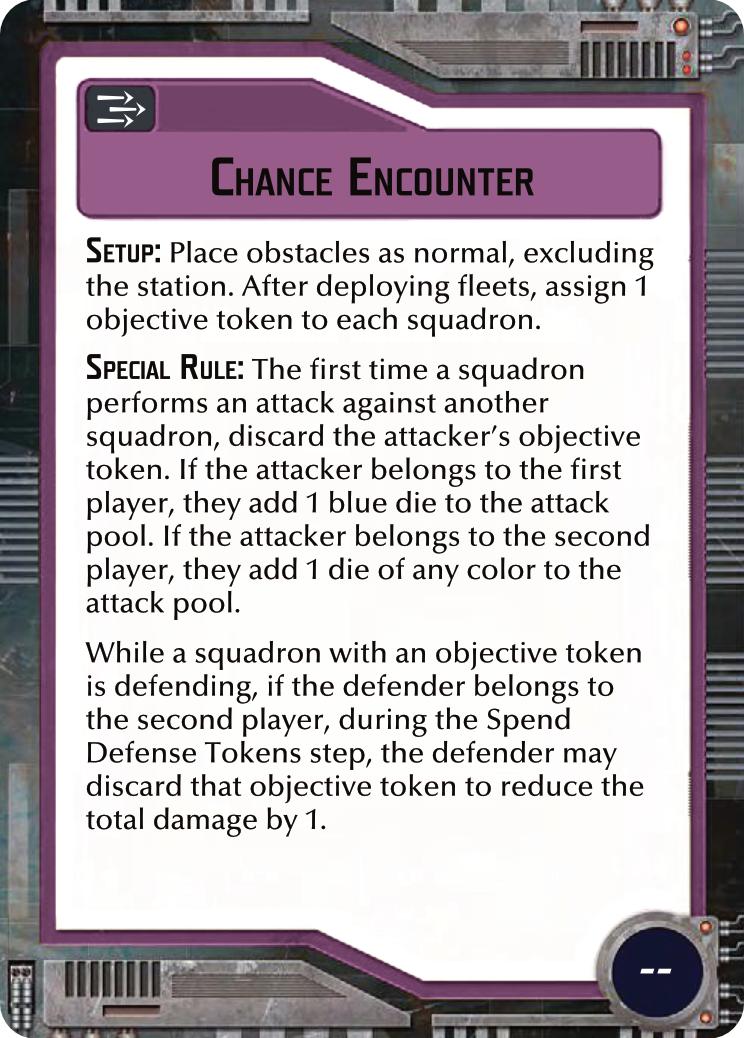 Chance Encounter
Setup: Place obstacles as normal, excluding
the station. After deploying fleets, assign 1
objective token to each squadron.
Special Rule: The first time a squadron
performs an attack against another
squadron, discard the attacker's objective
token. If the attacker belongs to the first
player, they add 1 blue die to the attack
pool. If the attacker belongs to the second
player, they add 1 die of any color to the
attack pool.
While a squadron with an objective token
is defending, if the defender belongs to
the second player, during the Spend
Defense Tokens step, the defender may
discard that objective token to reduce the
total damage by 1.
--